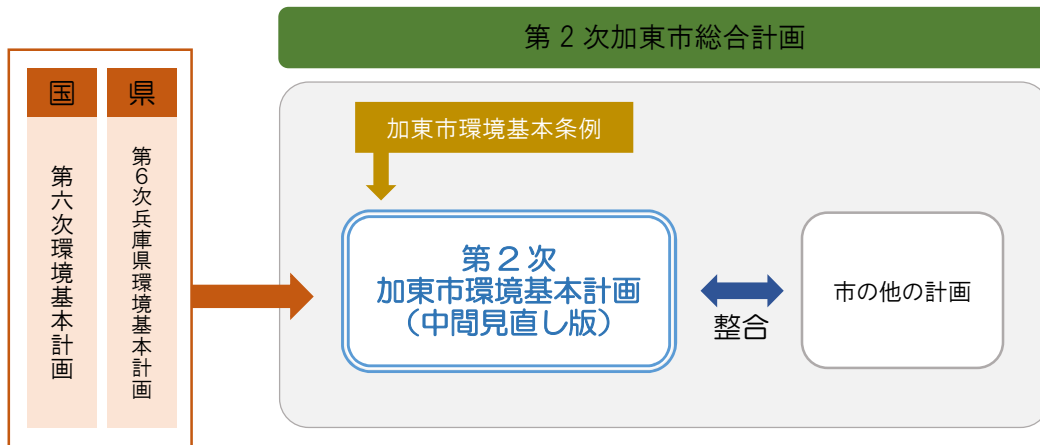 第２次加東市総合計画
国
県
第六次環境基本計画
第６次兵庫県環境基本計画
加東市環境基本条例
第２次
加東市環境基本計画
（中間見直し版）
整合
市の他の計画